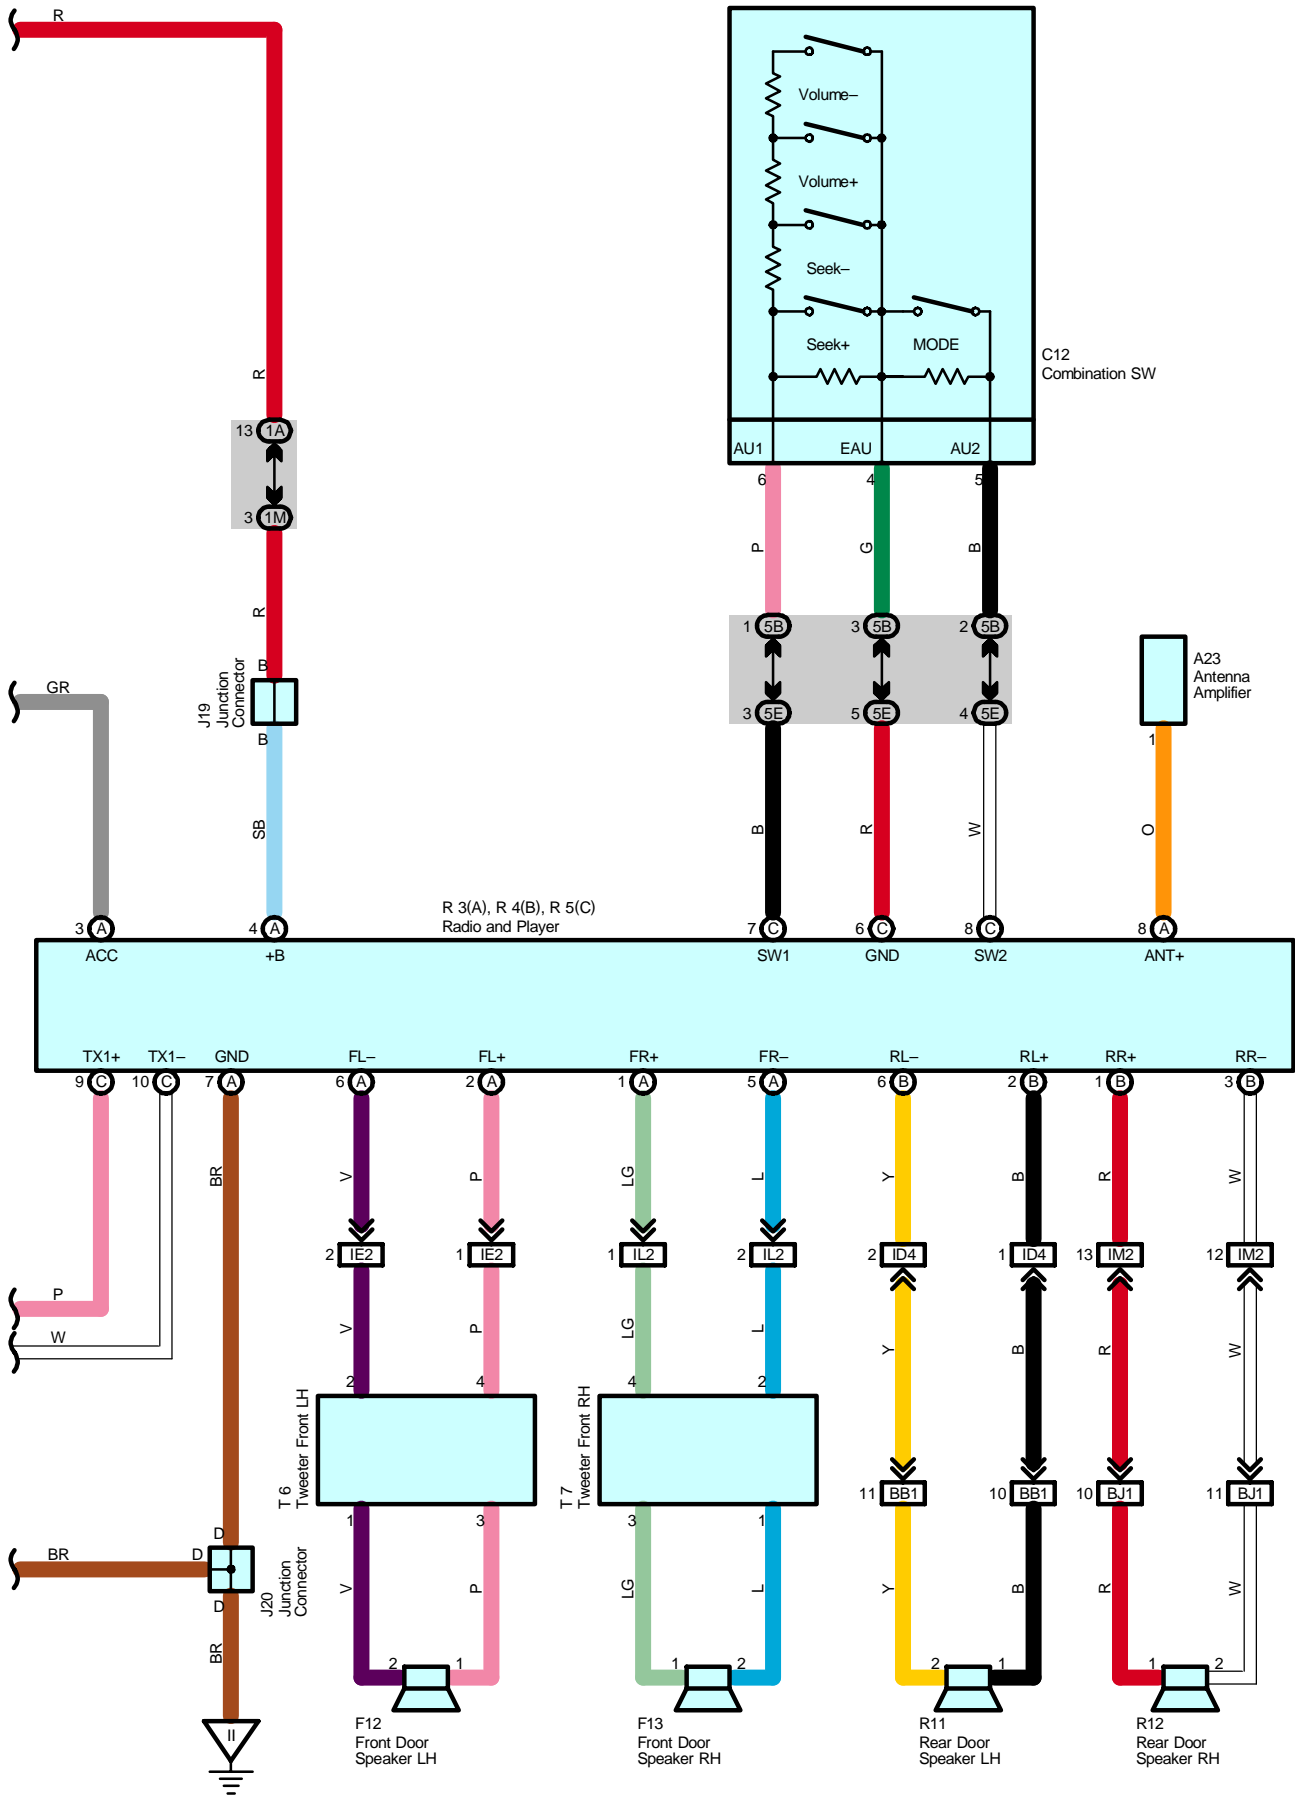 R
Volume–
Volume+
Seek–
Seek+ MODE
C12
Combination SW
R
13 1A
AU1 EAU AU2
6 4 5
3 1M
P G B
R
1 5B 3 5B 2 5B
B
J19
Junction
Connector
A23
Antenna
Amplifier
GR
3 5E 5 5E 4 5E
B
1
SB
B R W O
R 3(A), R 4(B), R 5(C)
Radio and Player
3 A 4 A 7 C 6 C 8 C 8 A
ACC +B SW1 GND SW2 ANT+
TX1+ TX1– GND FL– FL+ FR+ FR– RL– RL+ RR+ RR–
9 C 10 C 7 A 6 A 2 A 1 A 5 A 6 B 2 B 1 B 3 B
BR V P LG L Y B R W
2 IE2 1 IE2 1 IL2 2 IL2 2 ID4 1 ID4 13 IM2 12 IM2
P
W
V P LG L Y B R W
2 4 4 2
T 6
Tweeter Front LH
T 7
Tweeter Front RH
11 BB1 10 BB1 10 BJ1 11 BJ1
1 3 3 1
D
BR D
J20
Junction
Connector
D
V P LG L Y B R W
BR
2 1 1 2 2 1 1 2
II
F12
Front Door
Speaker LH
F13
Front Door
Speaker RH
R11
Rear Door
Speaker LH
R12
Rear Door
Speaker RH